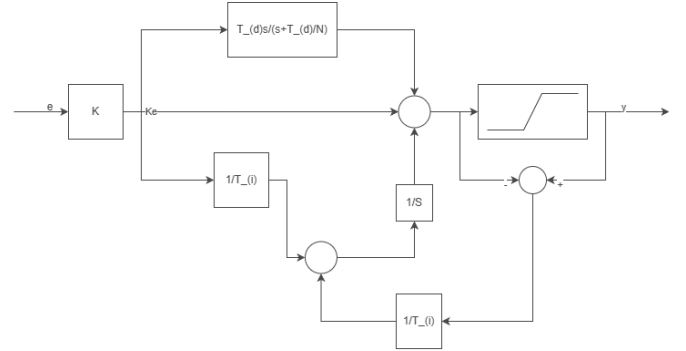 T_(d)s/(s+T_(d)/N)
e
K
Ke
y
1/T_(i)
1/S
-
+
1/T_(i)